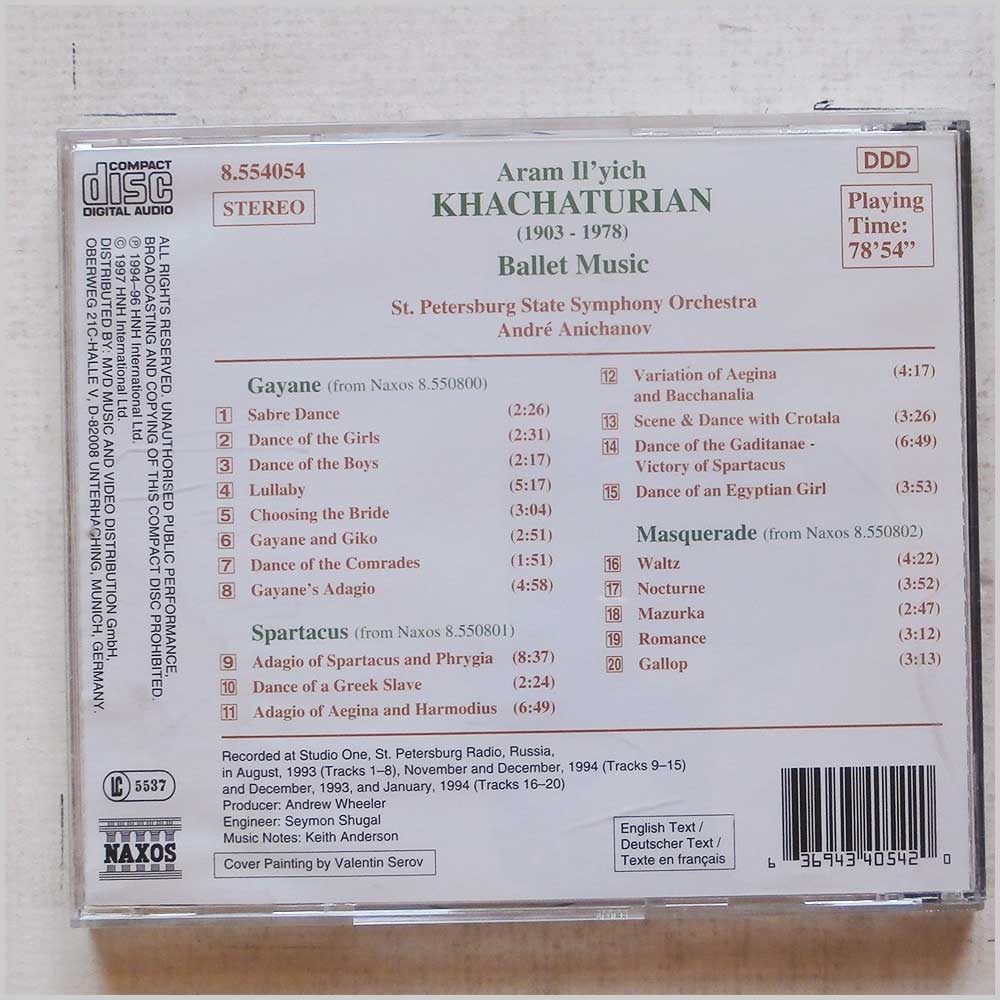 COMPACT
disc
DIGITAL AUDIO
8.554054
STEREO
Aram Il'yich
KHACHATURIAN
(1903 - 1978)
Ballet Music
DDD
Playing
Time:
78'54”
St. Petersburg State Symphony Orchestra
André Anichanov
Gayane (from Naxos 8.550800)
1 Sabre Dance (2:26)
2 Dance of the Girls (2:31)
3 Dance of the Boys (2:17)
4 Lullaby (5:17)
5 Choosing the Bride (3:04)
6 Gayane and Giko (2:51)
7 Dance of the Comrades (1:51)
8 Gayane's Adagio (4:58)
Spartacus (from Naxos 8.550801)
9 Adagio of Spartacus and Phrygia (8:37)
10 Dance of a Greek Slave (2:24)
11 Adagio of Aegina and Harmodius (6:49)
12 Variation of Aegina (4:17)
and Bacchanalia
13 Scene & Dance with Crotala (3:26)
14 Dance of the Gaditanae - (6:49)
Victory of Spartacus
15 Dance of an Egyptian Girl (3:53)
Masquerade (from Naxos 8.550802)
16 Waltz (4:22)
17 Nocturne (3:52)
18 Mazurka (2:47)
19 Romance (3:12)
20 Gallop (3:13)
Recorded at Studio One, St. Petersburg Radio, Russia,
in August, 1993 (Tracks 1–8), November and December, 1994 (Tracks 9–15)
and December, 1993, and January, 1994 (Tracks 16–20)
Producer: Andrew Wheeler
Engineer: Seymon Shugal
Music Notes: Keith Anderson
Cover Painting by Valentin Serov
English Text /
Deutscher Text /
Texte en français
6 36943 40542 0
ALL RIGHTS RESERVED. UNAUTHORISED PUBLIC PERFORMANCE,
BROADCASTING AND COPYING OF THIS COMPACT DISC PROHIBITED.
℗ 1994–96 HNH International Ltd.
© 1997 HNH International Ltd.
DISTRIBUTED BY: MVD MUSIC AND VIDEO DISTRIBUTION GmbH,
OBERWEG 21C-HALLE V, D-82008 UNTERHACHING, MUNICH, GERMANY.
LC 5537
NAXOS